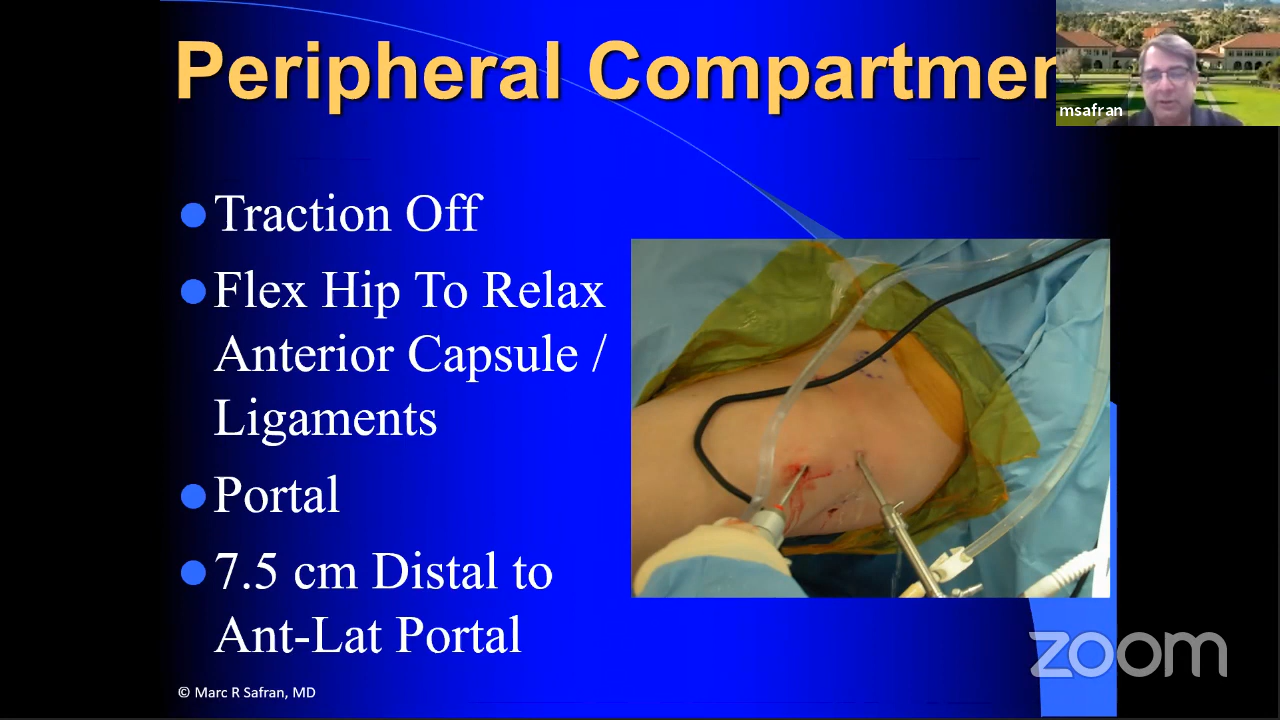 Peripheral Compartmen
msafran
Traction Off
Flex Hip To Relax
Anterior Capsule /
Ligaments
Portal
7.5 cm Distal to
Ant-Lat Portal
© Marc R Safran, MD
zoom